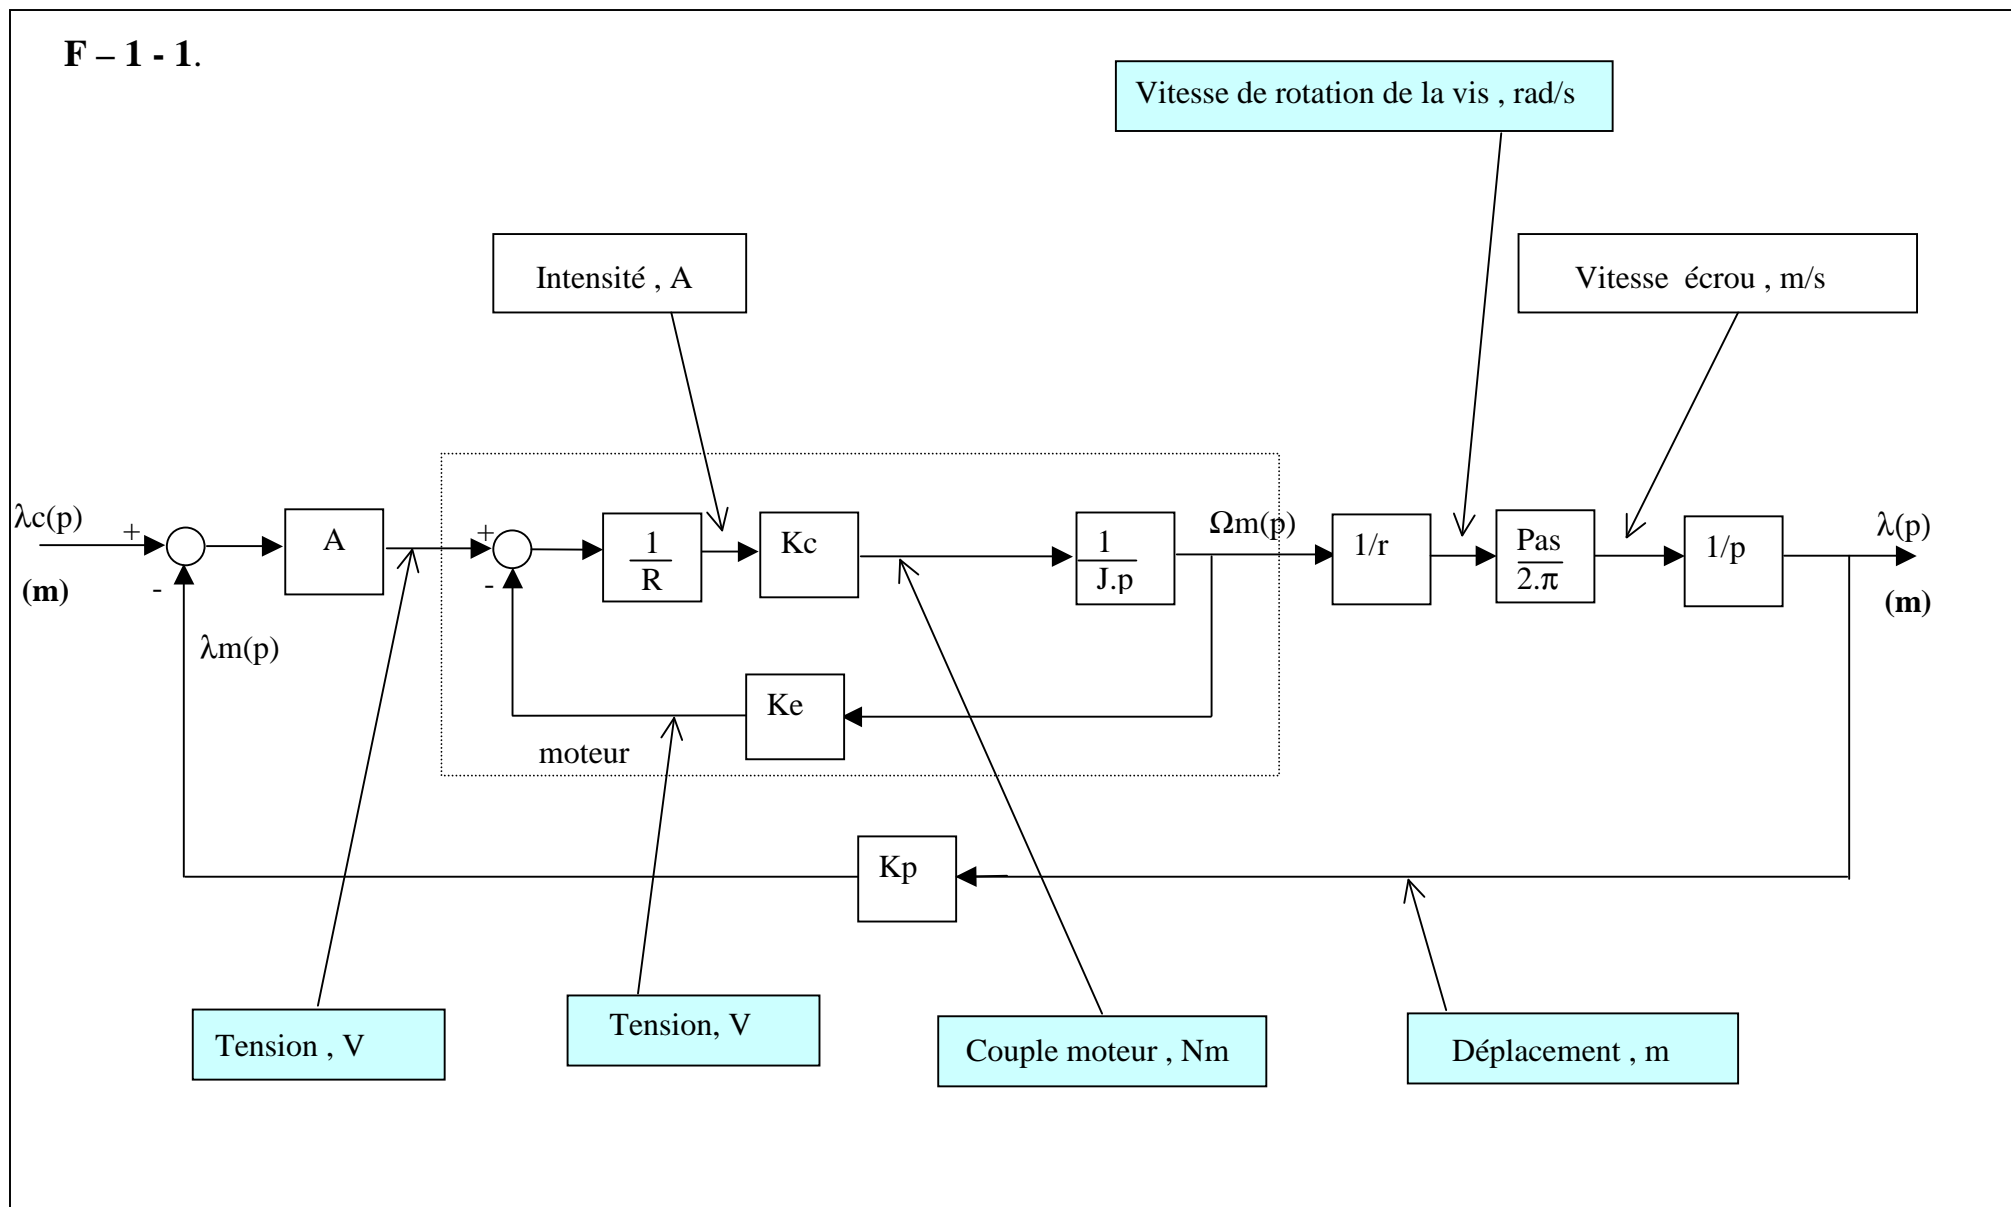 F – 1 - 1.
Vitesse de rotation de la vis , rad/s
Intensité , A
Vitesse écrou , m/s
λc(p)
+
(m)
-
λm(p)
A
+
-
1
R
Kc
1
J.p
Ωm(p)
1/r
Pas
2.π
1/p
λ(p)
(m)
Ke
moteur
Kp
Tension , V
Tension, V
Couple moteur , Nm
Déplacement , m